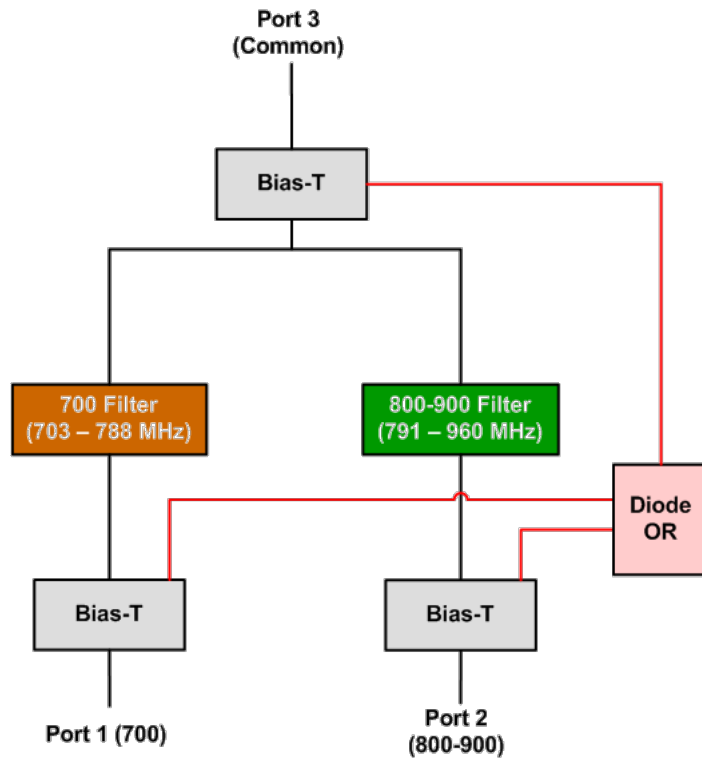 Port 3
(Common)
Bias-T
700 Filter
(703 – 788 MHz)
800-900 Filter
(791 – 960 MHz)
Diode
OR
Bias-T
Bias-T
Port 1 (700)
Port 2
(800-900)